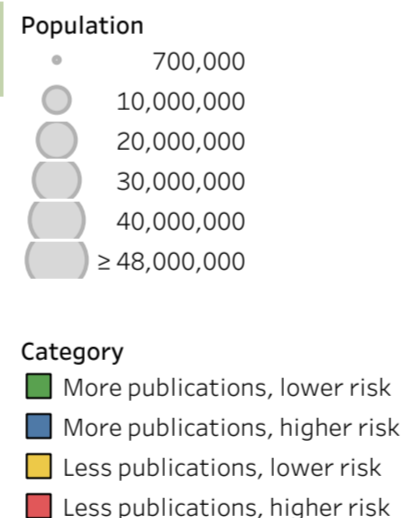 Population
700,000
10,000,000
20,000,000
30,000,000
40,000,000
≥ 48,000,000
Category
More publications, lower risk
More publications, higher risk
Less publications, lower risk
Less publications, higher risk